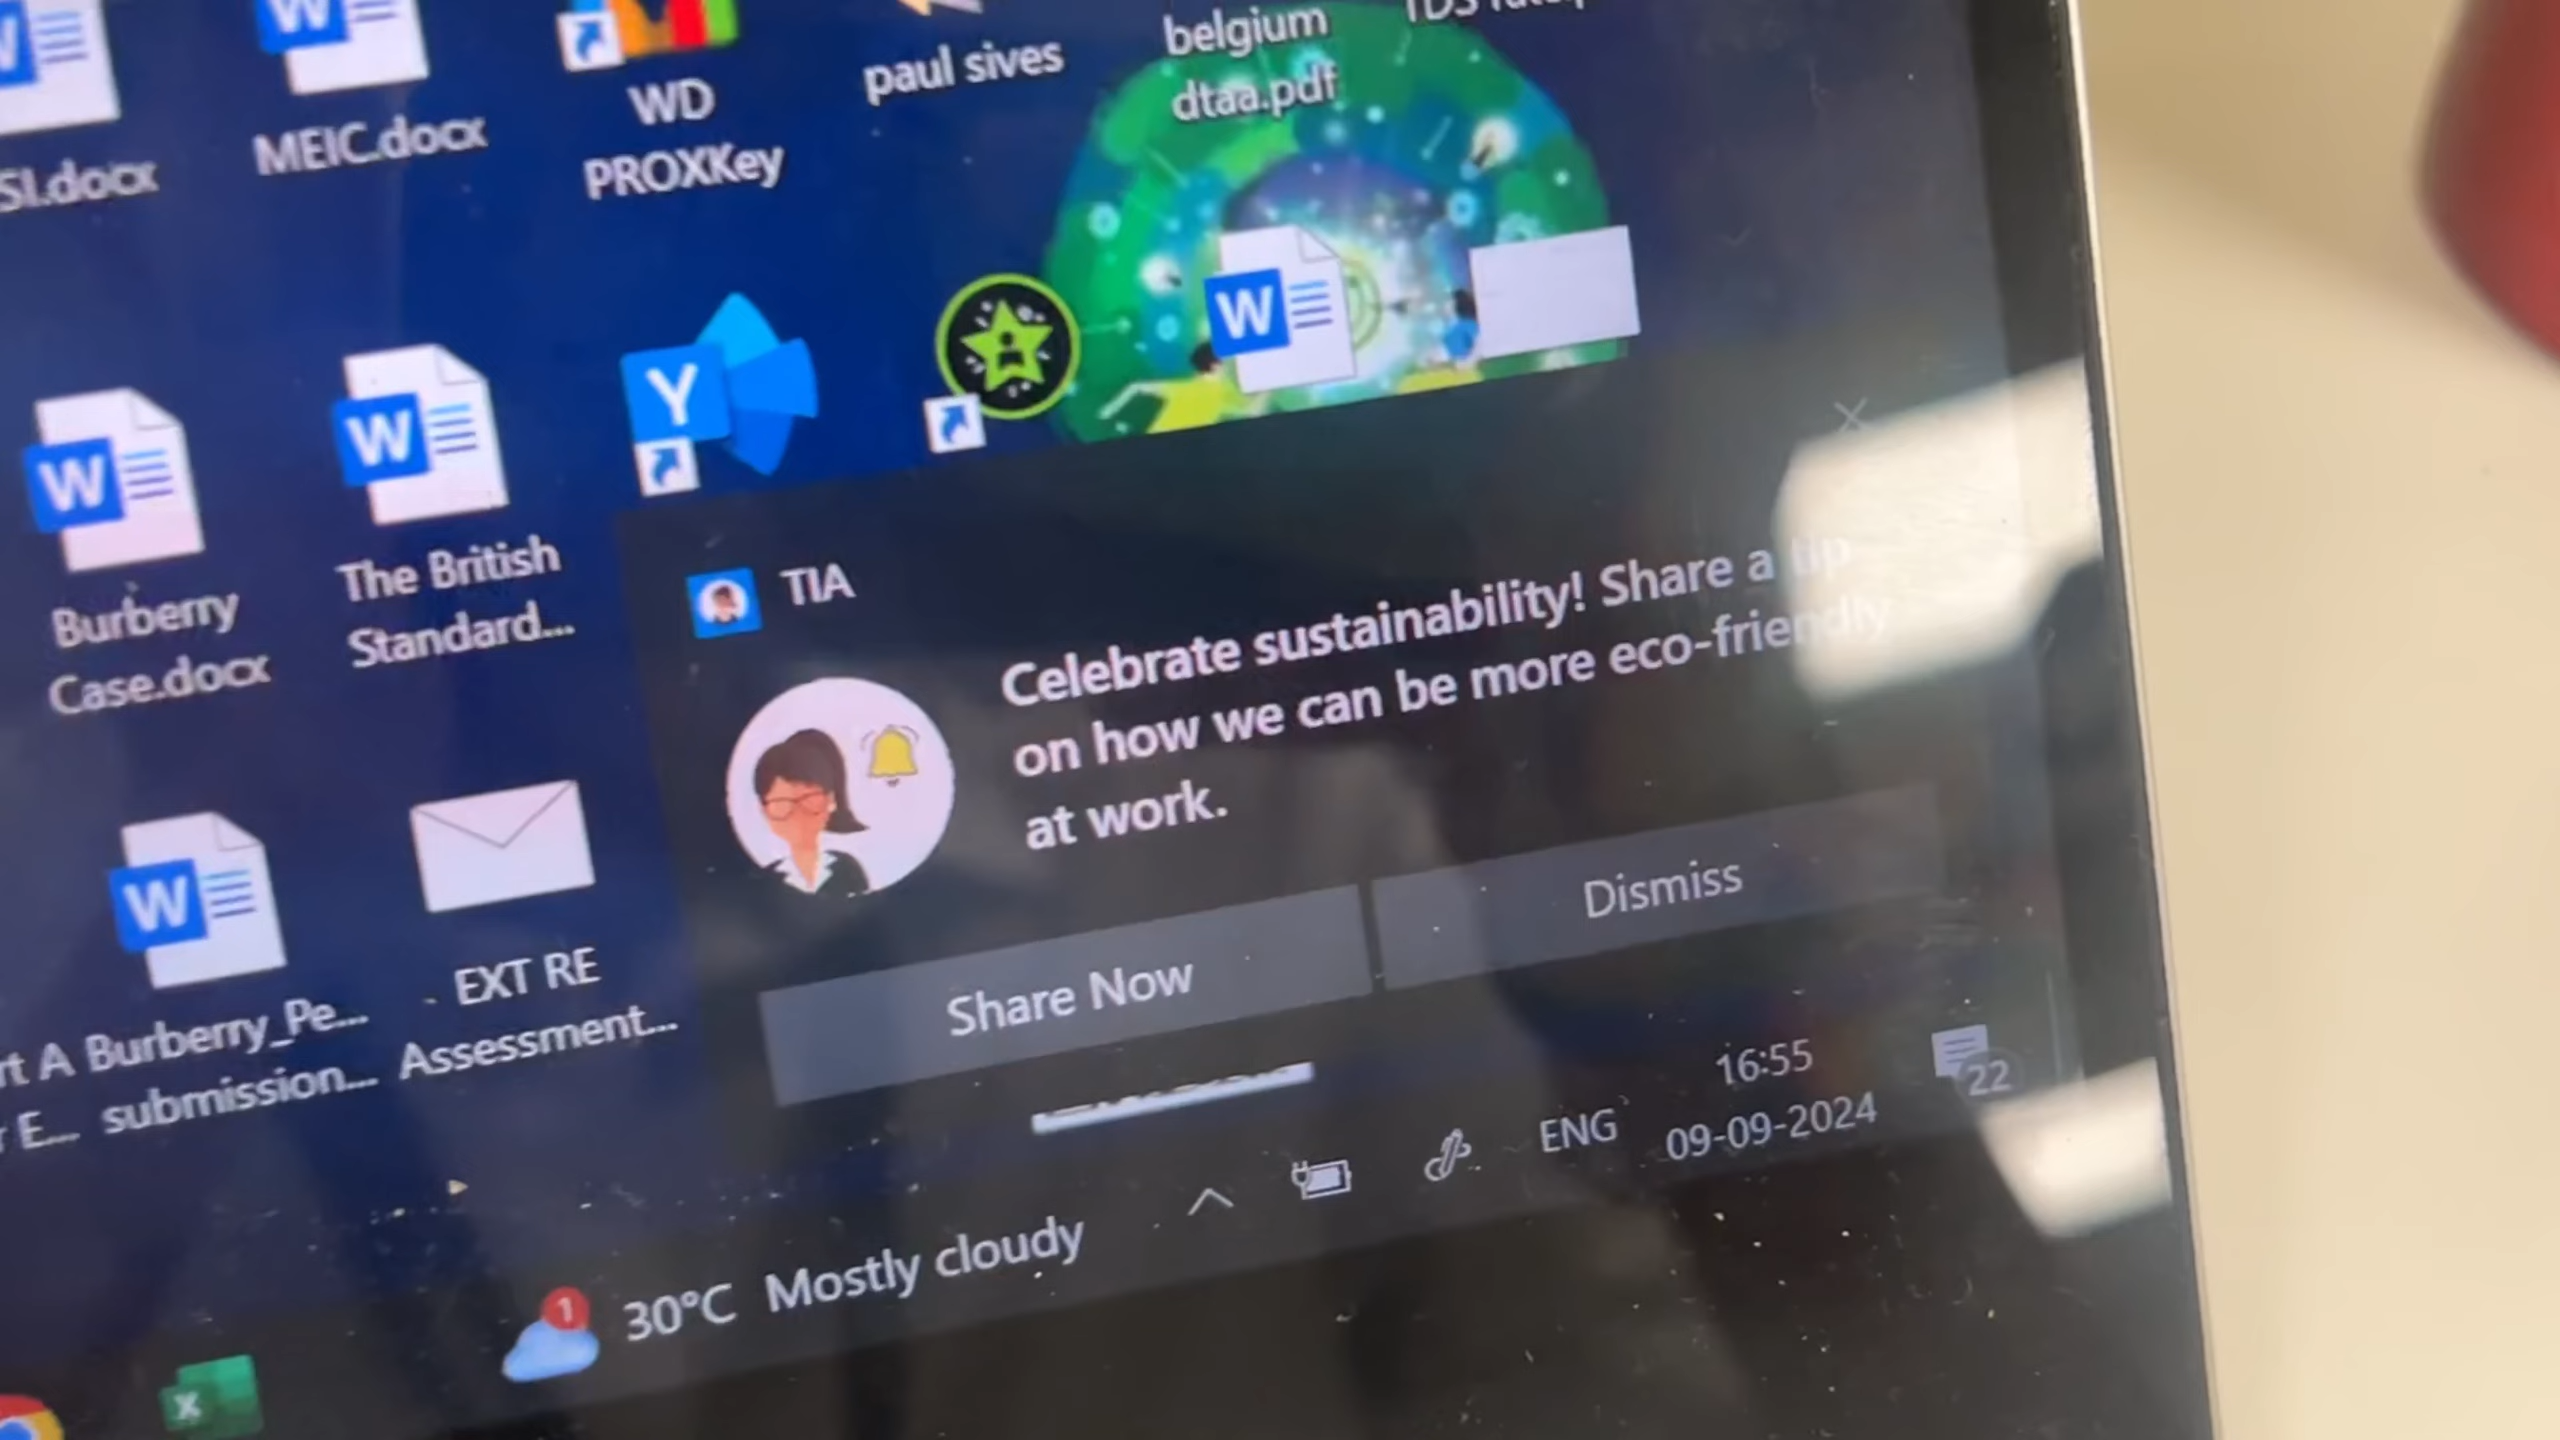 belgium
dtaa.pdf
paul sives
WD
PROXKey
MEIC.docx
SI.docx
W
Y
W
W
The British
Standard...
Burberry
Case.docx
TIA
Celebrate sustainability! Share a tip
on how we can be more eco-friendly
at work.
Share Now
Dismiss
W
EXT RE
Assessment...
rt A Burberry_Pe...
r E... submission...
16:55
09-09-2024
ENG
22
1
30°C Mostly cloudy
X